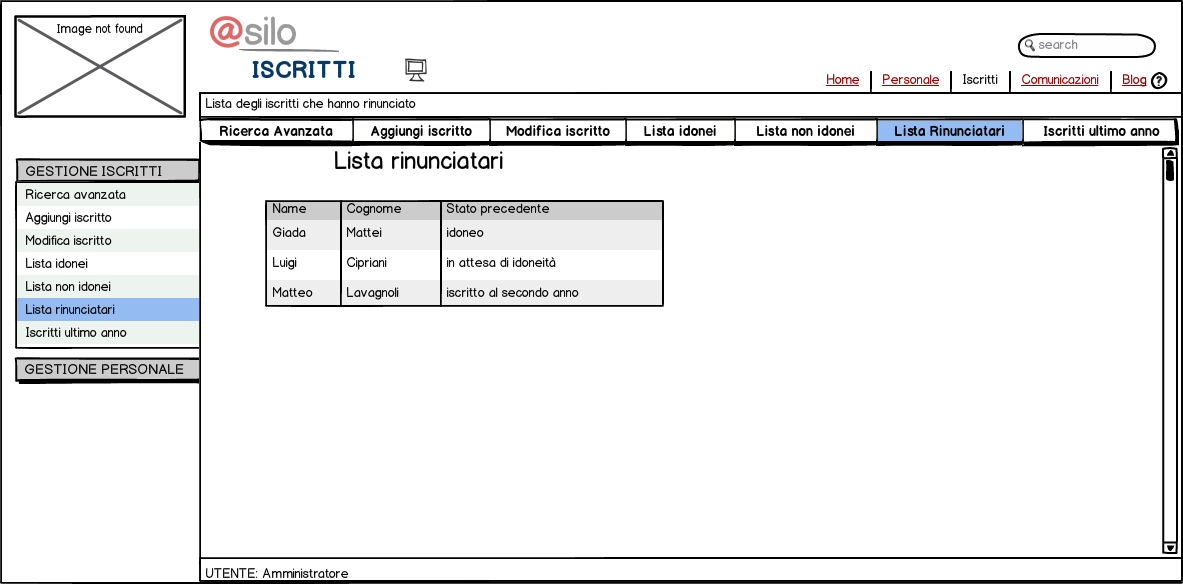 Image not found
@silo
ISCRITTI
search
Home Personale Iscritti Comunicazioni Blog ?
Lista degli iscritti che hanno rinunciato
Ricerca Avanzata Aggiungi iscritto Modifica iscritto Lista idonei Lista non idonei Lista Rinunciatari Iscritti ultimo anno
GESTIONE ISCRITTI
Ricerca avanzata
Aggiungi iscritto
Modifica iscritto
Lista idonei
Lista non idonei
Lista rinunciatari
Iscritti ultimo anno
GESTIONE PERSONALE
Lista rinunciatari
Name Cognome Stato precedente
Giada Mattei idoneo
Luigi Cipriani in attesa di idoneità
Matteo Lavagnoli iscritto al secondo anno
UTENTE: Amministratore